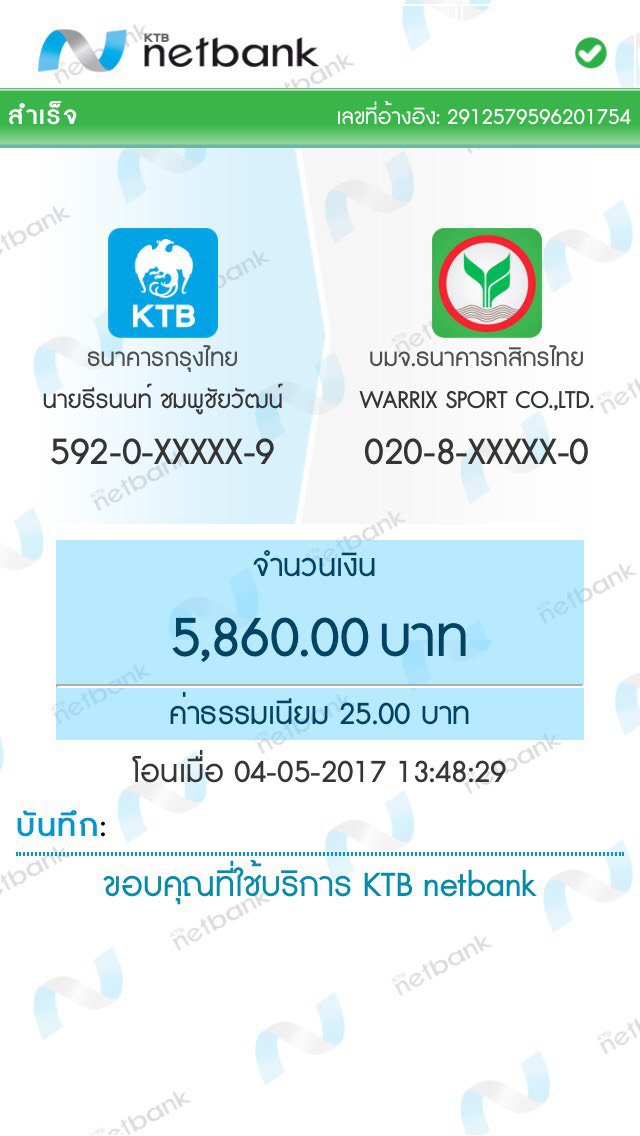 KTB
netbank
สำเร็จ เลขที่อ้างอิง: 2912579596201754
KTB
ธนาคารกรุงไทย
นายธีรนนท์ ชมพูชัยวัฒน์
592-0-XXXXX-9
บมจ.ธนาคารกสิกรไทย
WARRIX SPORT CO.,LTD.
020-8-XXXXX-0
จำนวนเงิน
5,860.00 บาท
ค่าธรรมเนียม 25.00 บาท
โอนเมื่อ 04-05-2017 13:48:29
บันทึก:
ขอบคุณที่ใช้บริการ KTB netbank